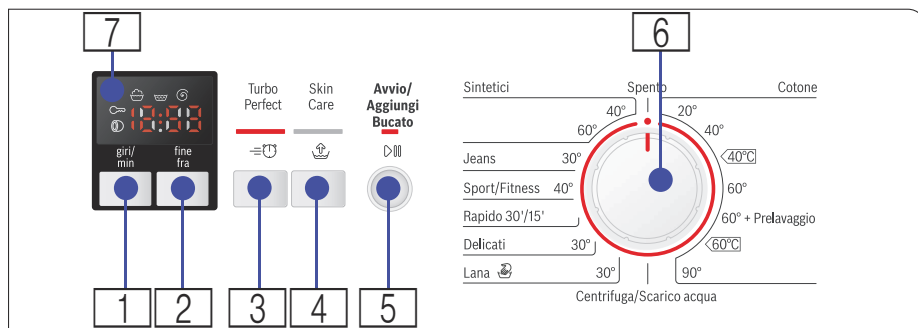 7
6
18:88
giri/
min
fine
fra
Turbo
Perfect
Skin
Care
Avvio/
Aggiungi
Bucato
Sintetici
Spento
Cotone
40°
20°
60°
40°
Jeans 30°
40°C
Sport/Fitness 40°
60°
Rapido 30'/15'
60° + Prelavaggio
Delicati 30°
60°C
Lana 30°
90°
Centrifuga/Scarico acqua
1
2
3
4
5